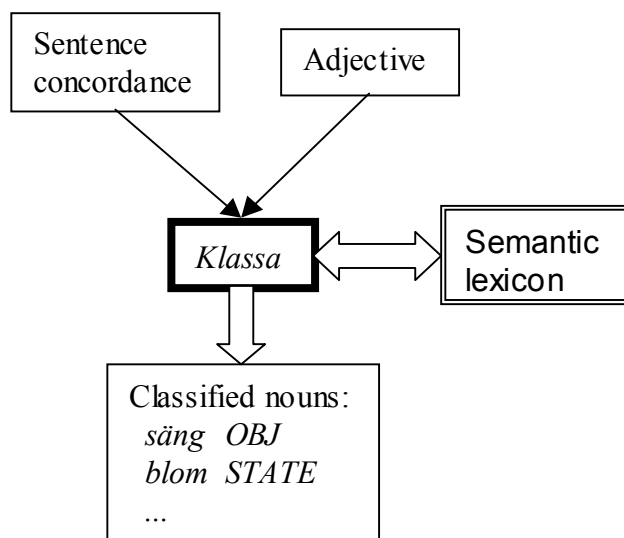 Sentence
concordance
Adjective
Klassa
Semantic
lexicon
Classified nouns:
säng OBJ
blom STATE
...